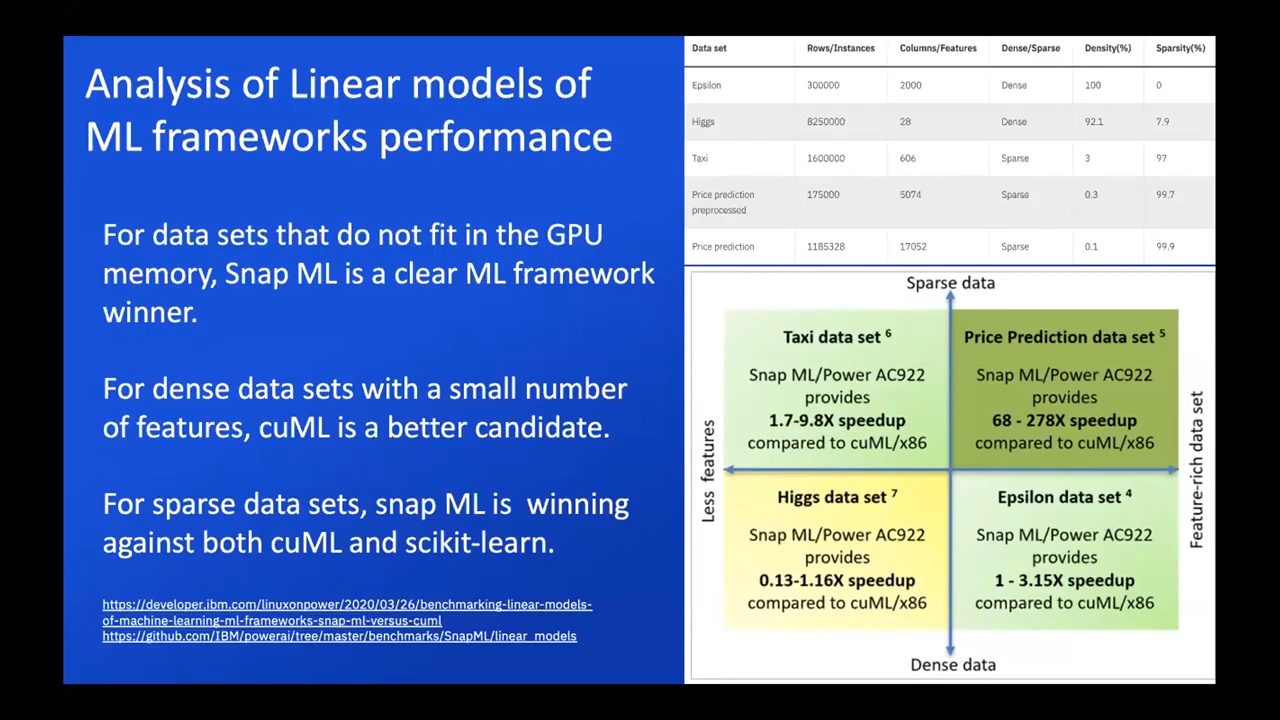 Analysis of Linear models of
ML frameworks performance
For data sets that do not fit in the GPU
memory, Snap ML is a clear ML framework
winner.
For dense data sets with a small number
of features, cuML is a better candidate.
For sparse data sets, snap ML is  winning
against both cuML and scikit-learn.
https://developer.ibm.com/linuxonpower/2020/03/26/benchmarking-linear-models-
of-machine-learning-ml-frameworks-snap-ml-versus-cuml
https://github.com/IBM/powerai/tree/master/benchmarks/SnapML/linear_models
Data set Rows/Instances Columns/Features Dense/Sparse Density(%) Sparsity(%)
Epsilon 300000 2000 Dense 100 0
Higgs 8250000 28 Dense 92.1 7.9
Taxi 1600000 606 Sparse 3 97
Price prediction 175000 5074 Sparse 0.3 99.7
preprocessed
Price prediction 1185328 17052 Sparse 0.1 99.9
Sparse data
Taxi data set 6
Snap ML/Power AC922
provides
1.7-9.8X speedup
compared to cuML/x86
Price Prediction data set 5
Snap ML/Power AC922
provides
68 - 278X speedup
compared to cuML/x86
Less features
Feature-rich data set
Higgs data set 7
Snap ML/Power AC922
provides
0.13-1.16X speedup
compared to cuML/x86
Epsilon data set 4
Snap ML/Power AC922
provides
1 - 3.15X speedup
compared to cuML/x86
Dense data